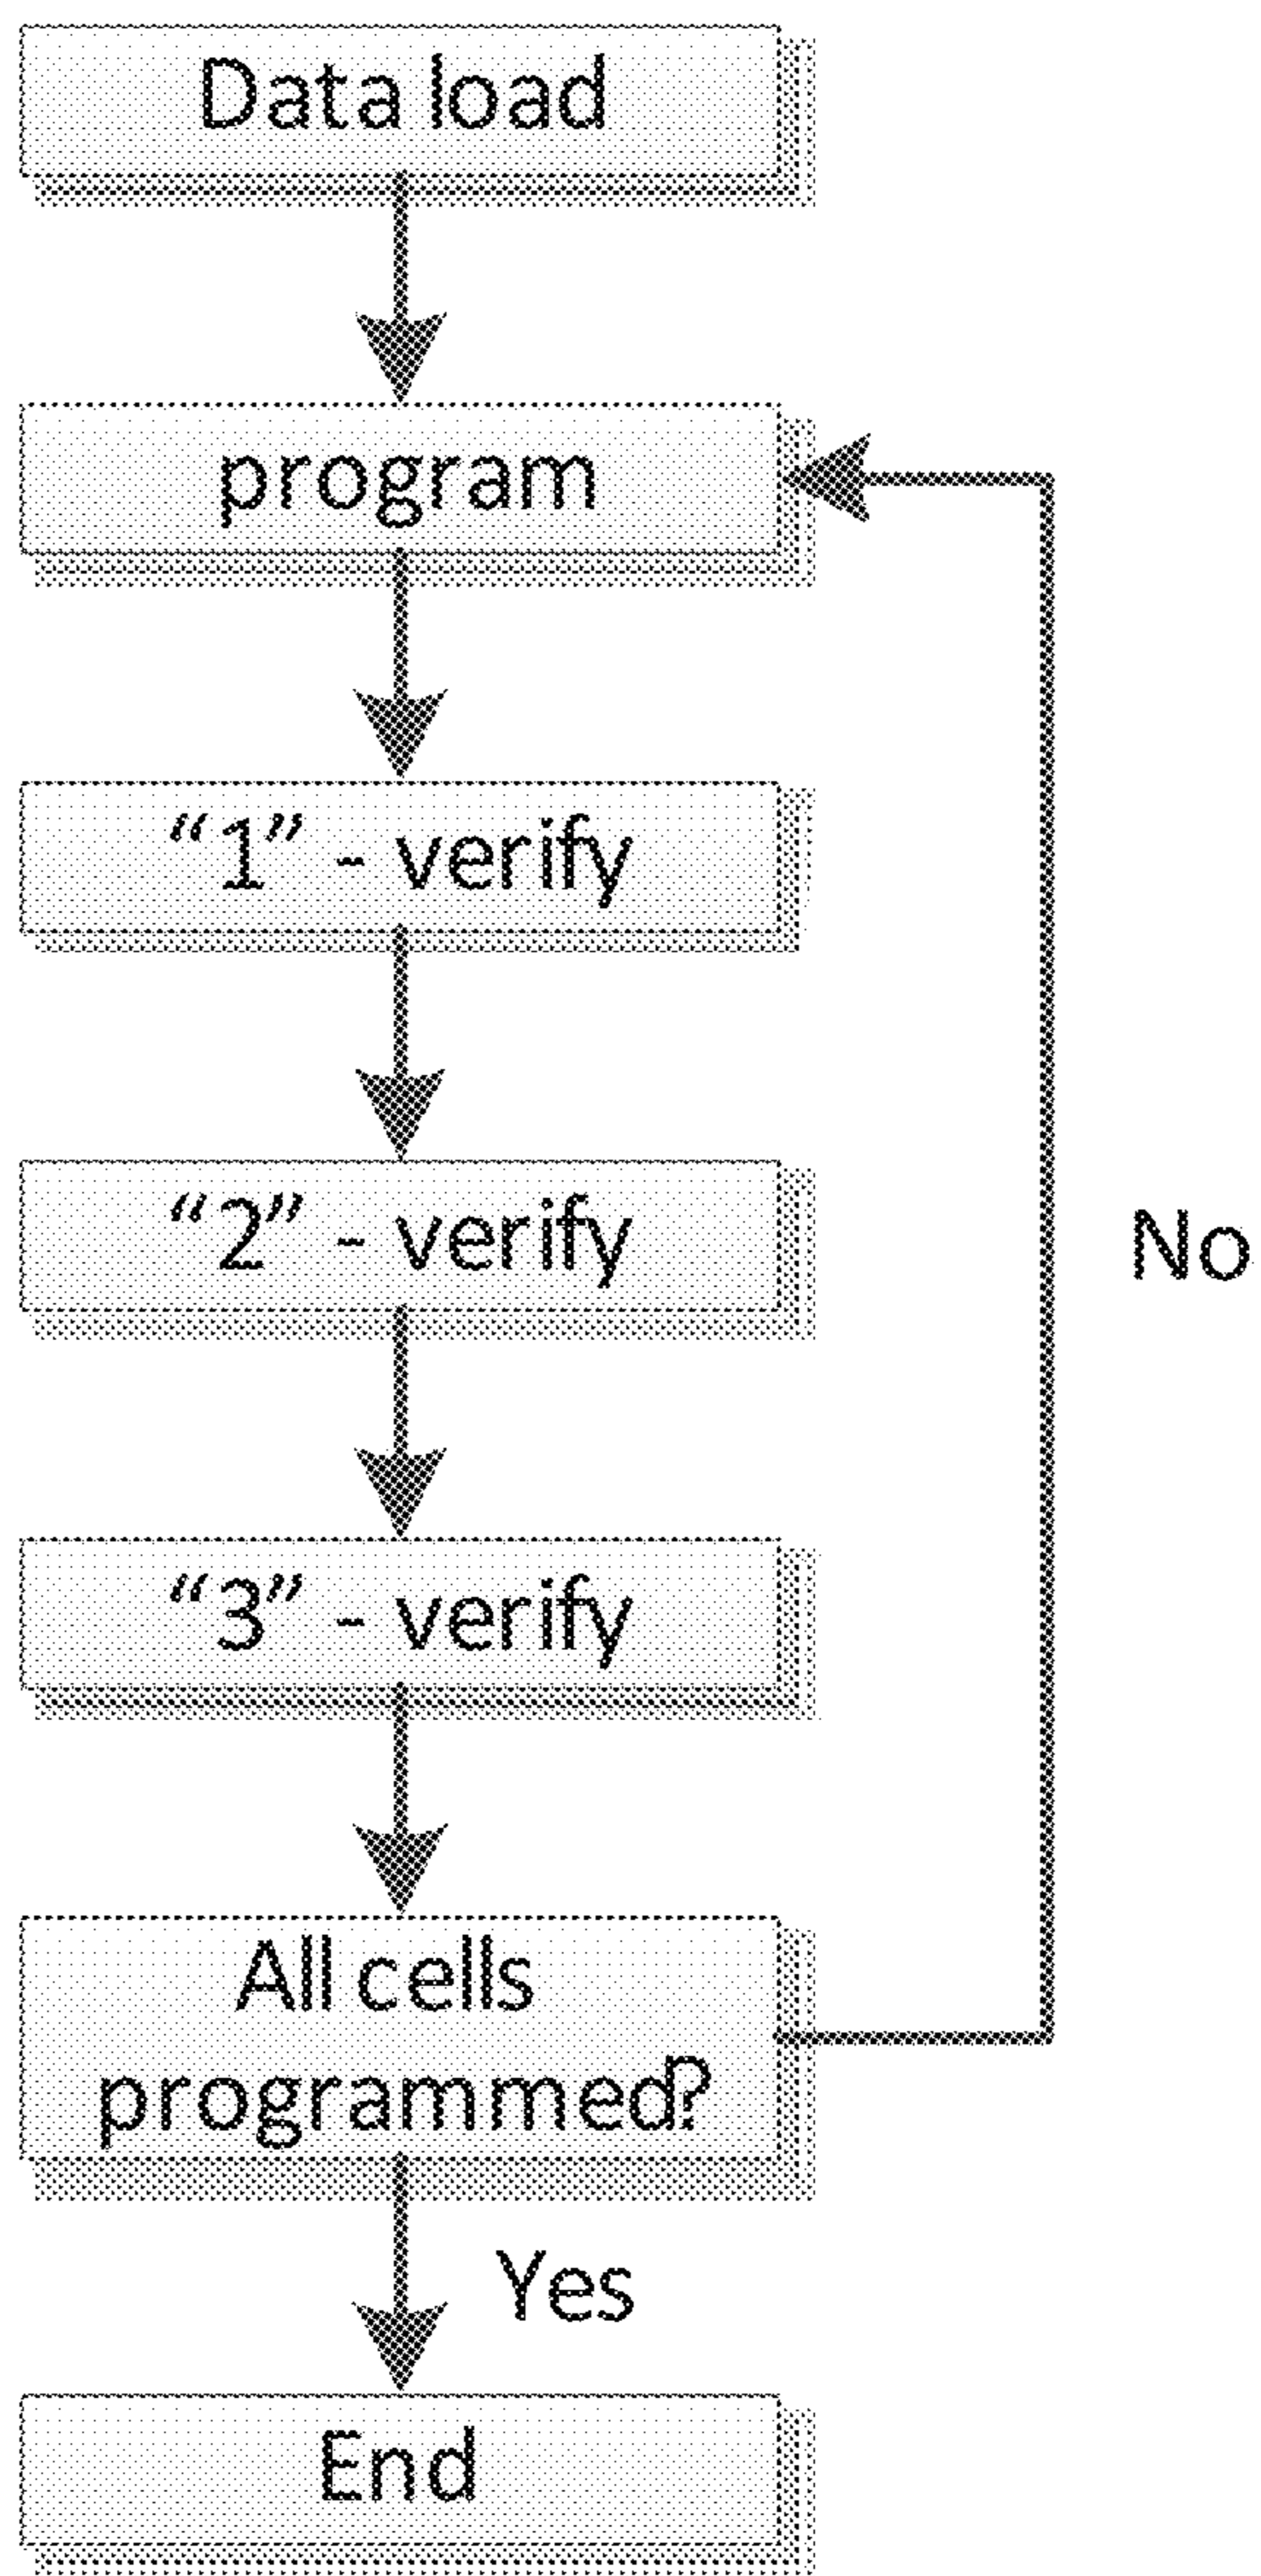 Data load
program
“1” - verify
“2” - verify
No
“3” - verify
All cells
programmed?
Yes
End